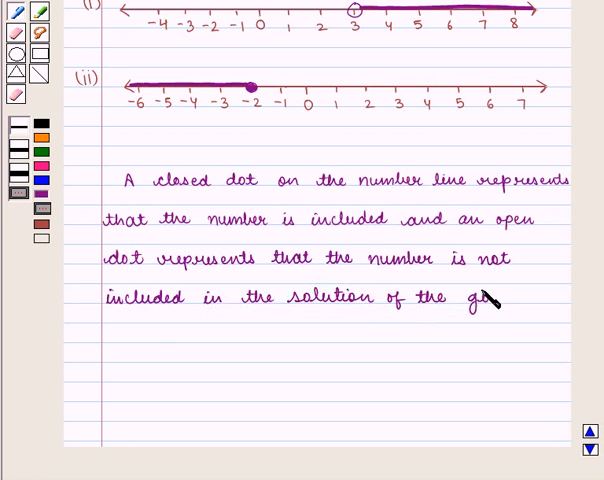 (i)
-4 -3 -2 -1 0 1 2 3 4 5 6 7 8
(ii)
-6 -5 -4 -3 -2 -1 0 1 2 3 4 5 6 7
A closed dot on the number line represents
that the number is included and an open
dot represents that the number is not
included in the solution of the